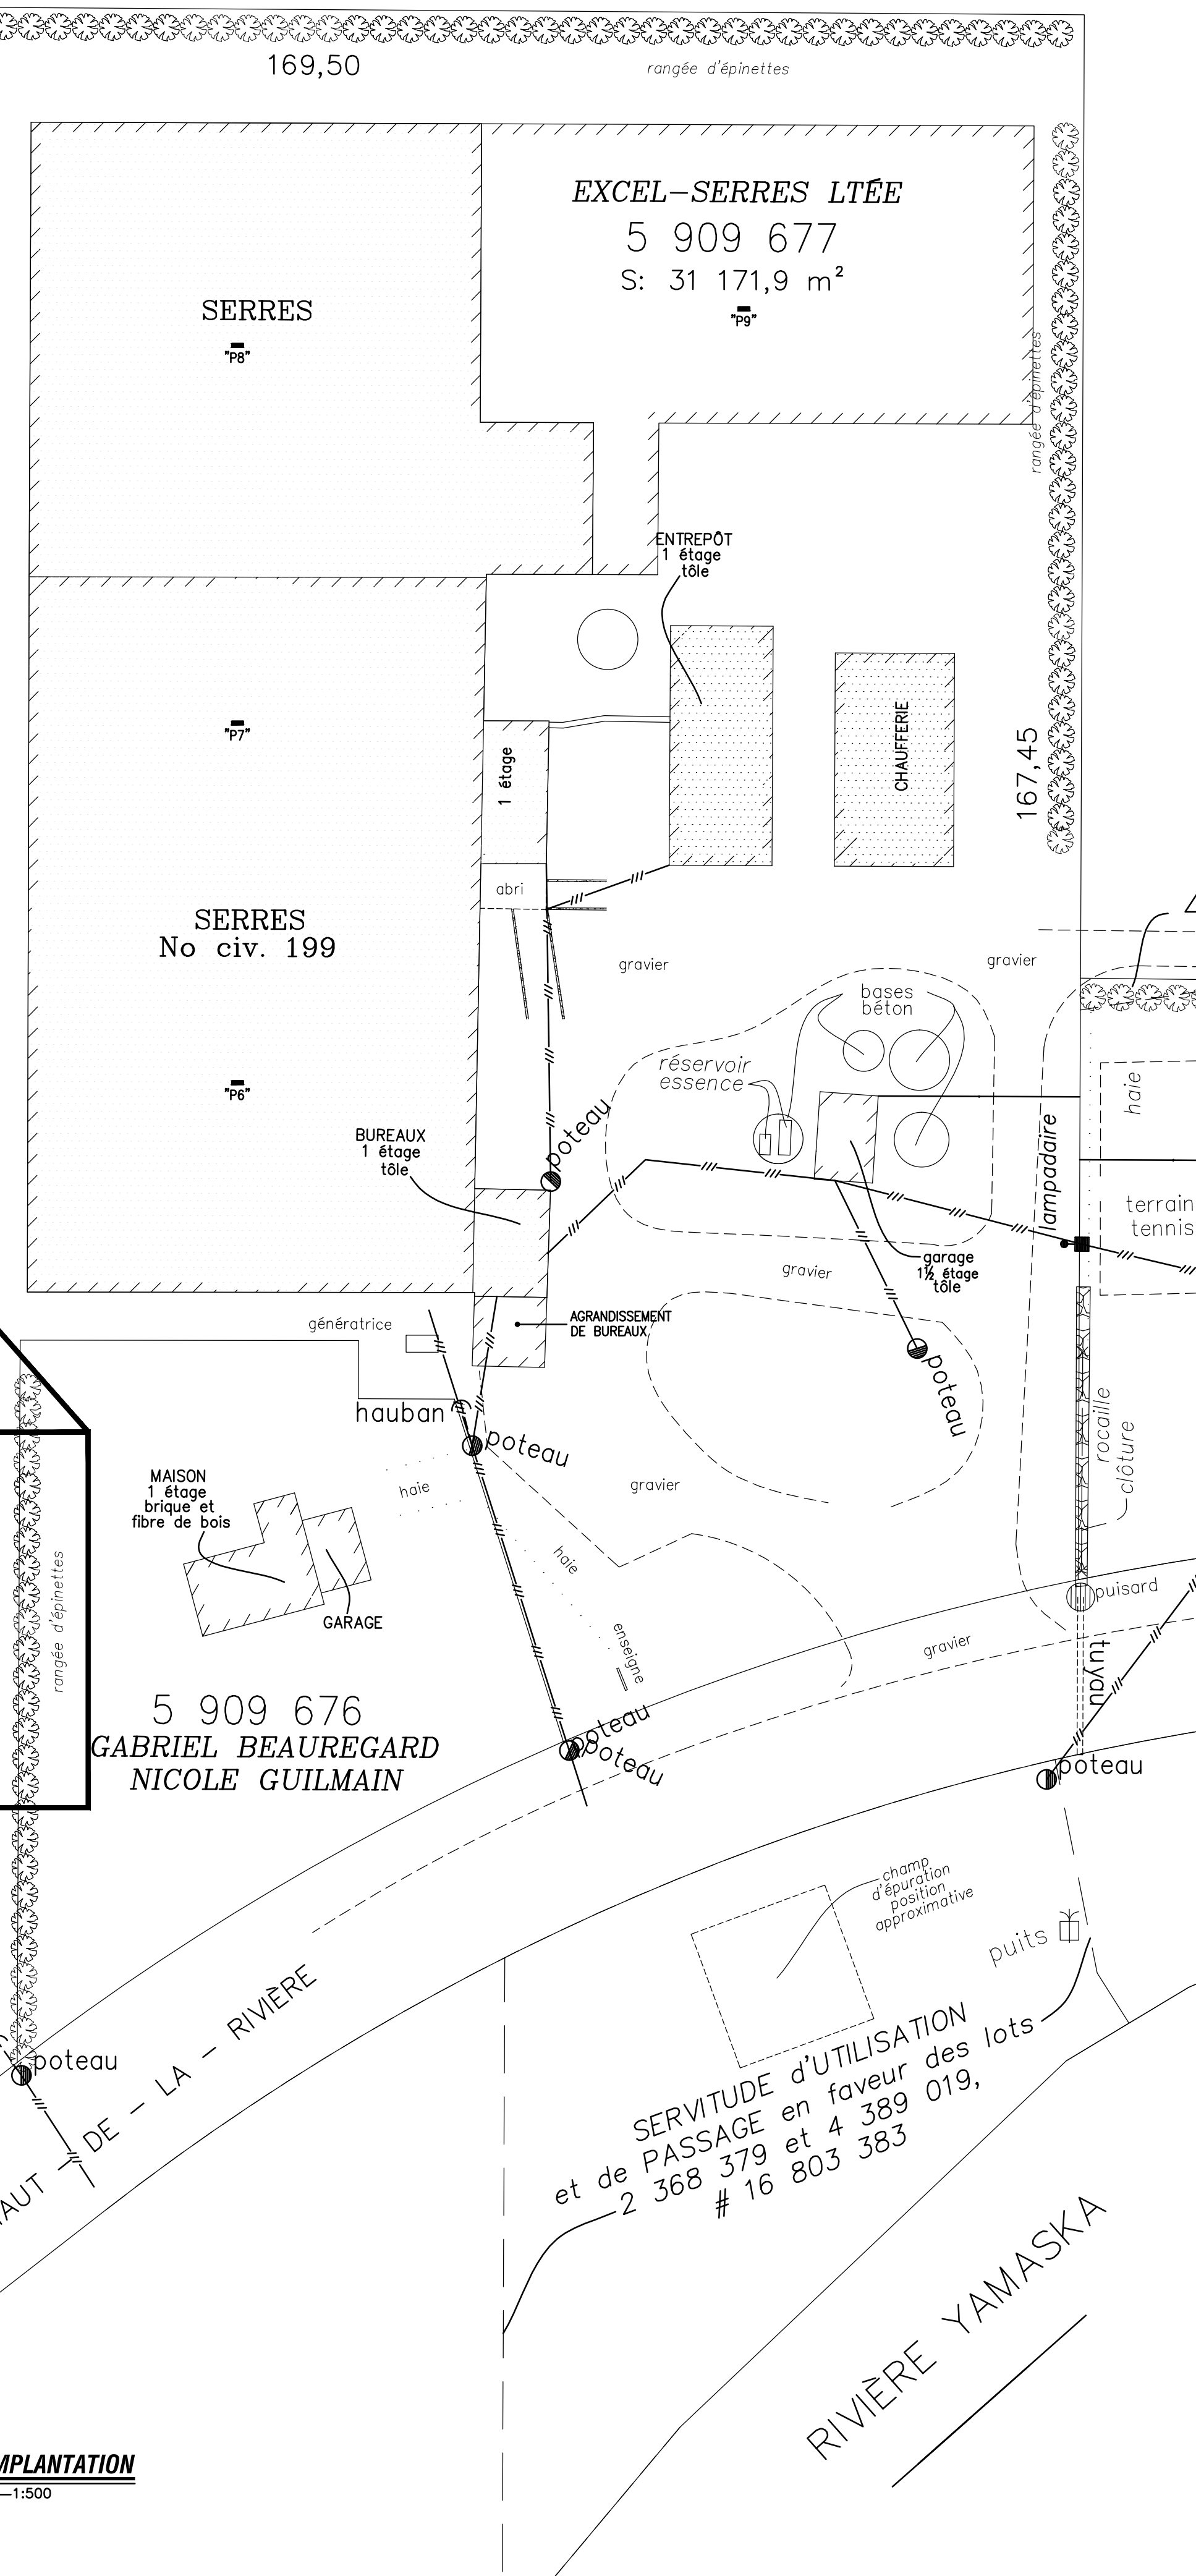 169,50
rangée d'épinettes
EXCEL-SERRES LTÉE
5 909 677
S: 31 171,9 m²
"P9"
SERRES
"P8"
rangée d'épinettes
ENTREPÔT
1 étage
tôle
"P7"
1 étage
CHAUFFERIE
167,45
abri
SERRES
No civ. 199
gravier
gravier
bases
béton
réservoir
essence
"P6"
haie
poteau
BUREAUX
1 étage
tôle
lampadaire
terrain
tennis
garage
1½ étage
tôle
gravier
génératrice
AGRANDISSEMENT
DE BUREAUX
poteau
hauban
poteau
rocaille
clôture
haie
gravier
MAISON
1 étage
brique et
fibre de bois
haie
GARAGE
rangée d'épinettes
puisard
enseigne
gravier
tuyau
5 909 676
GABRIEL BEAUREGARD
NICOLE GUILMAIN
poteau
poteau
poteau
champ
d'épuration
position
approximative
puits
AUT - DE - LA - RIVIÈRE
poteau
SERVITUDE d'UTILISATION
et de PASSAGE en faveur des lots
2 368 379 et 4 389 019,
# 16 803 383
RIVIÈRE YAMASKA
MPLANTATION
1:500